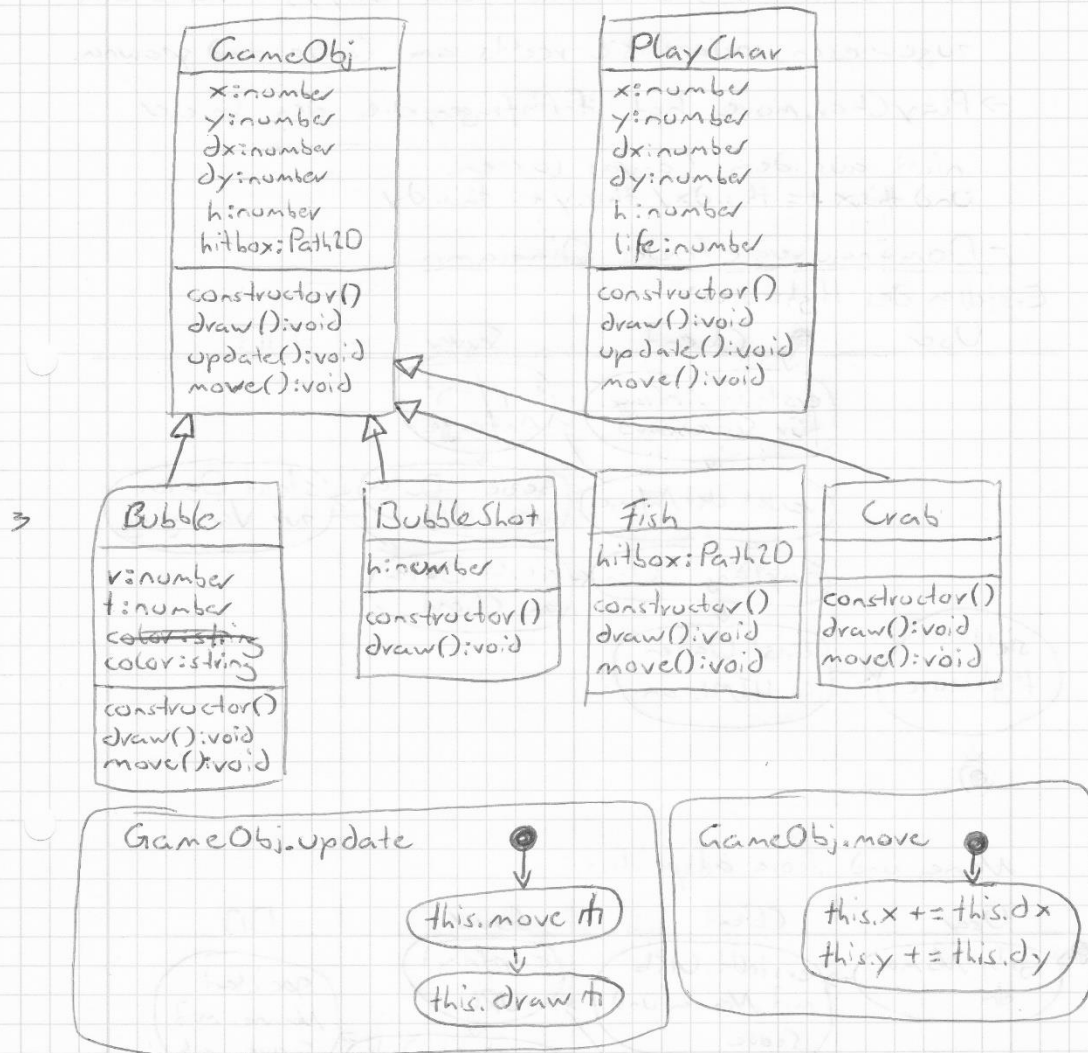 GameObj
x:number
y:number
dx:number
dy:number
h:number
hitbox:Path2D
constructor()
draw():void
update():void
move():void
PlayChar
x:number
y:number
dx:number
dy:number
h:number
life:number
constructor()
draw():void
update():void
move():void
Bubble
r:number
t:number
color:string
color:string
constructor()
draw():void
move():void
BubbleShot
h:number
constructor()
draw():void
Fish
hitbox:Path2D
constructor()
draw():void
move():void
Crab
constructor()
draw():void
move():void
GameObj.update
this.move
this.draw
GameObj.move
this.x += this.dx
this.y += this.dy